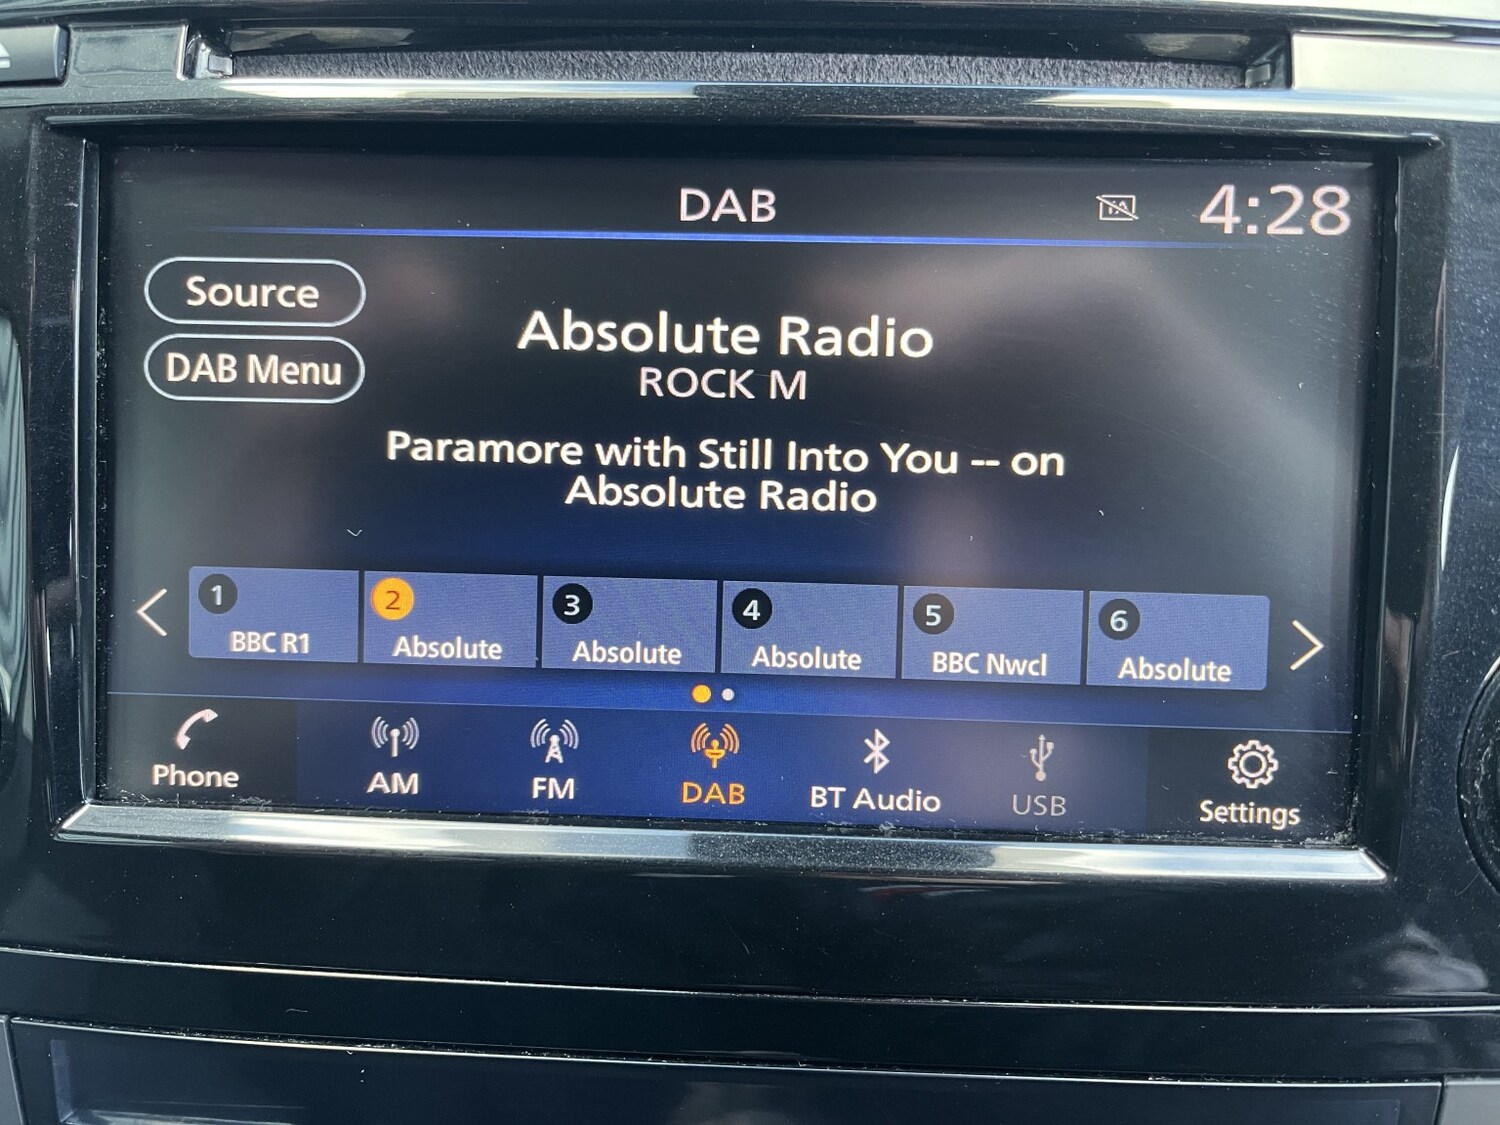 DAB
TA
4:28
Source
DAB Menu
Absolute Radio
ROCK M
Paramore with Still Into You -- on
Absolute Radio
1
BBC R1
2
Absolute
3
Absolute
4
Absolute
5
BBC Nwcl
6
Absolute
Phone
AM
FM
DAB
BT Audio
USB
Settings